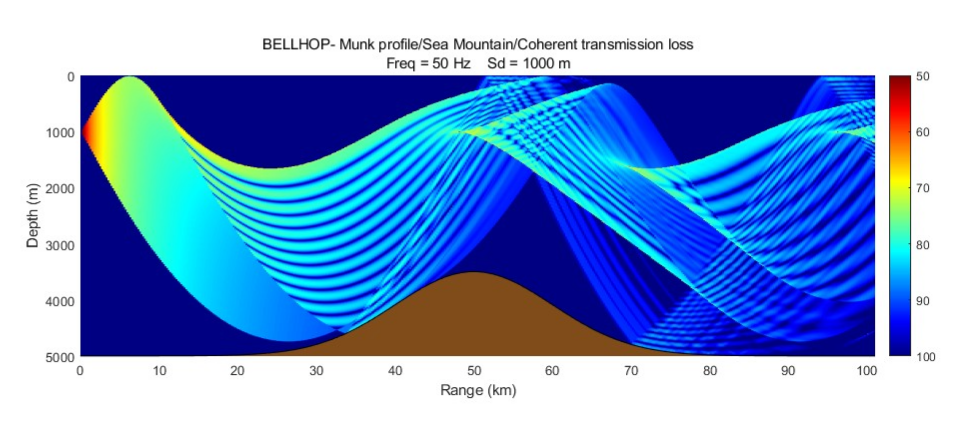 BELLHOP- Munk profile/Sea Mountain/Coherent transmission loss
Freq = 50 Hz    Sd = 1000 m
0
1000
2000
3000
4000
5000
Depth (m)
0 10 20 30 40 50 60 70 80 90 100
Range (km)
50
60
70
80
90
100